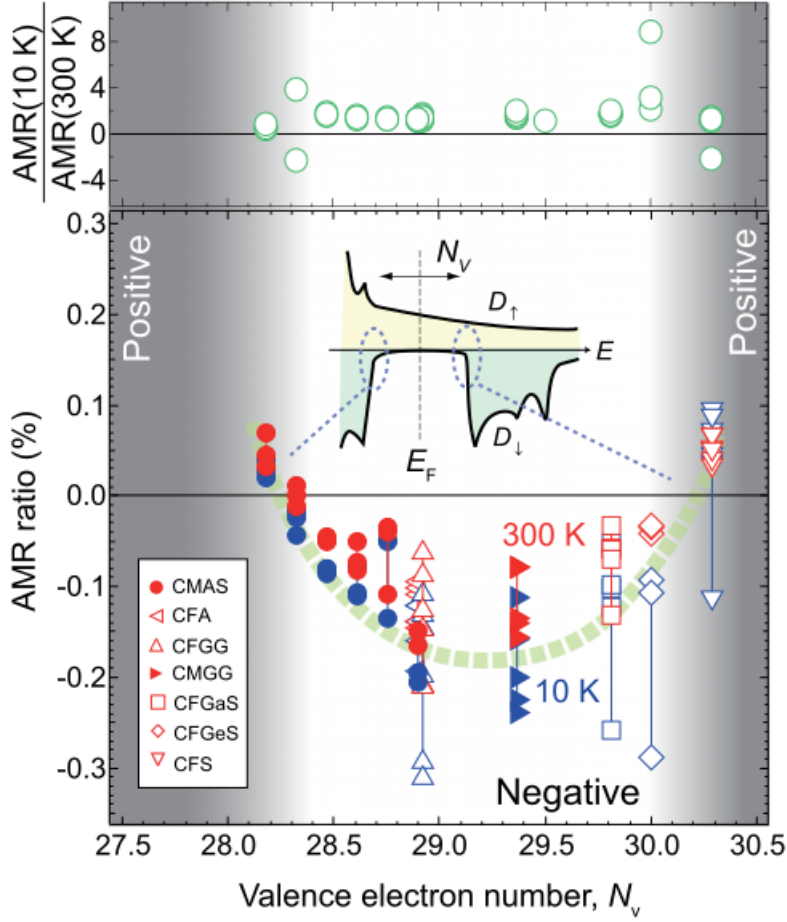 AMR(10 K)
AMR(300 K)
8
4
0
-4
0.3
0.2
0.1
0.0
-0.1
-0.2
-0.3
AMR ratio (%)
Positive
Positive
N_V
D↑
E
D↓
E_F
300 K
10 K
Negative
CMAS
CFA
CFGG
CMGG
CFGaS
CFGeS
CFS
27.5 28.0 28.5 29.0 29.5 30.0 30.5
Valence electron number, N_v